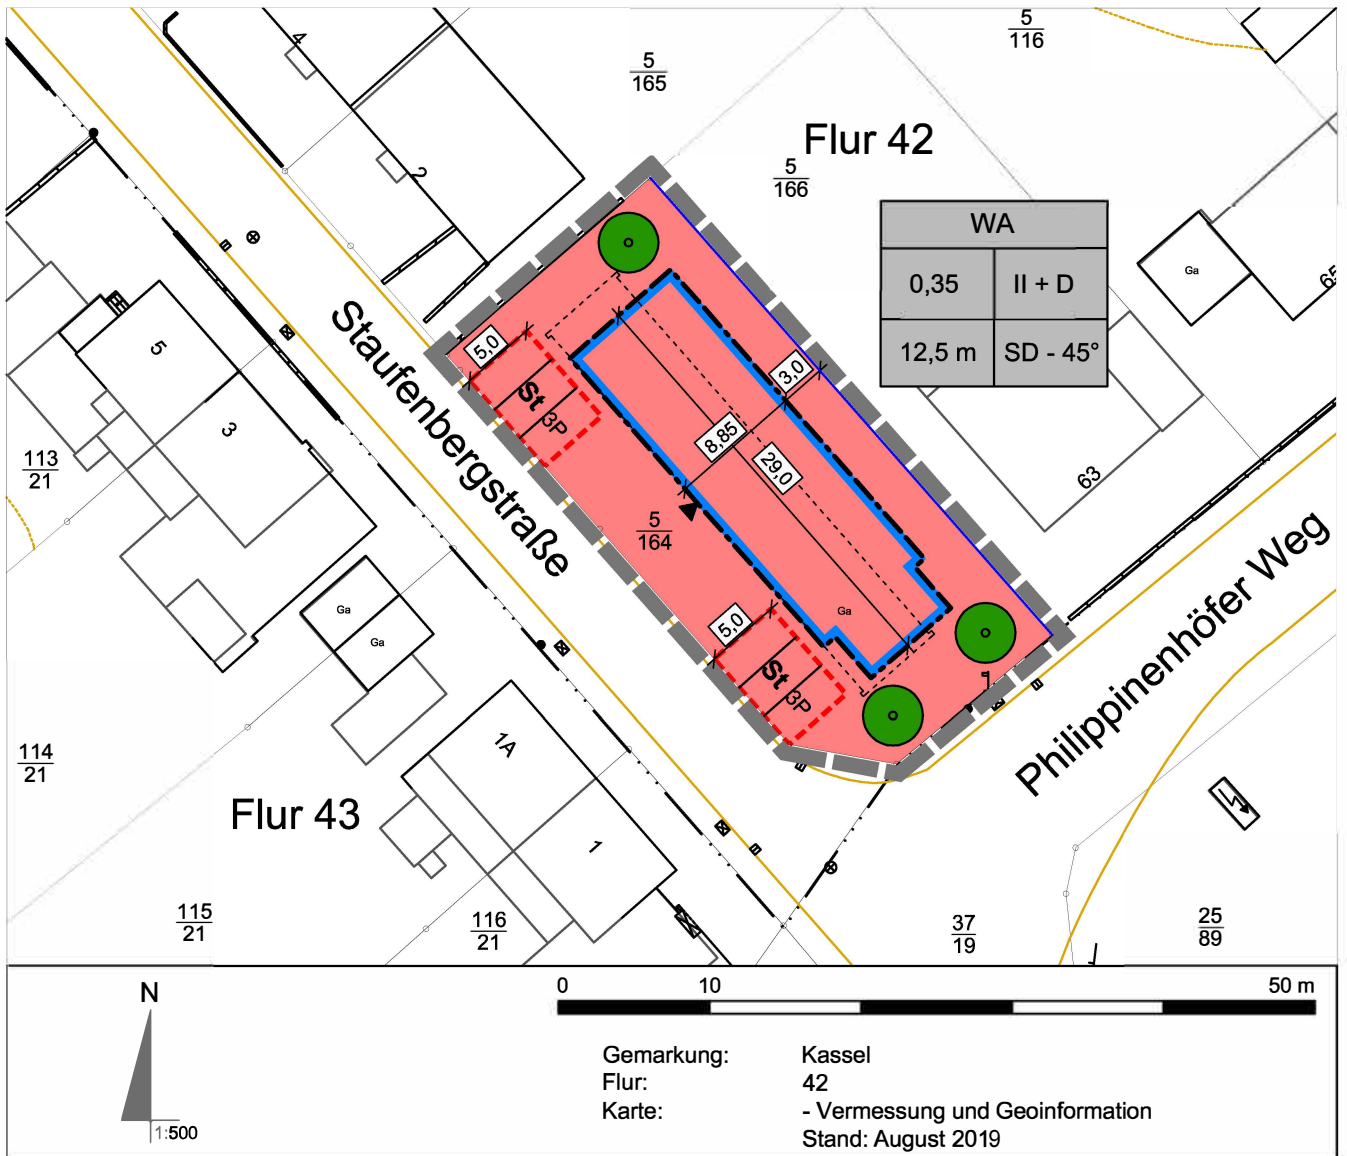 5
116
5
165
4
Flur 42
2
5
166
WA
0,35
II + D
12,5 m
SD - 45°
Ga
65
Staufenbergstraße
5,0
St
3P
3,0
8,85
29,0
5
3
113
21
63
5
164
Philippinenhöfer Weg
Ga
Ga
Ga
5,0
St
3P
1
1A
1
114
21
Flur 43
115
21
116
21
37
19
25
89
N
1:500
0
10
50 m
Gemarkung:
Kassel
Flur:
42
Karte:
- Vermessung und Geoinformation
Stand: August 2019